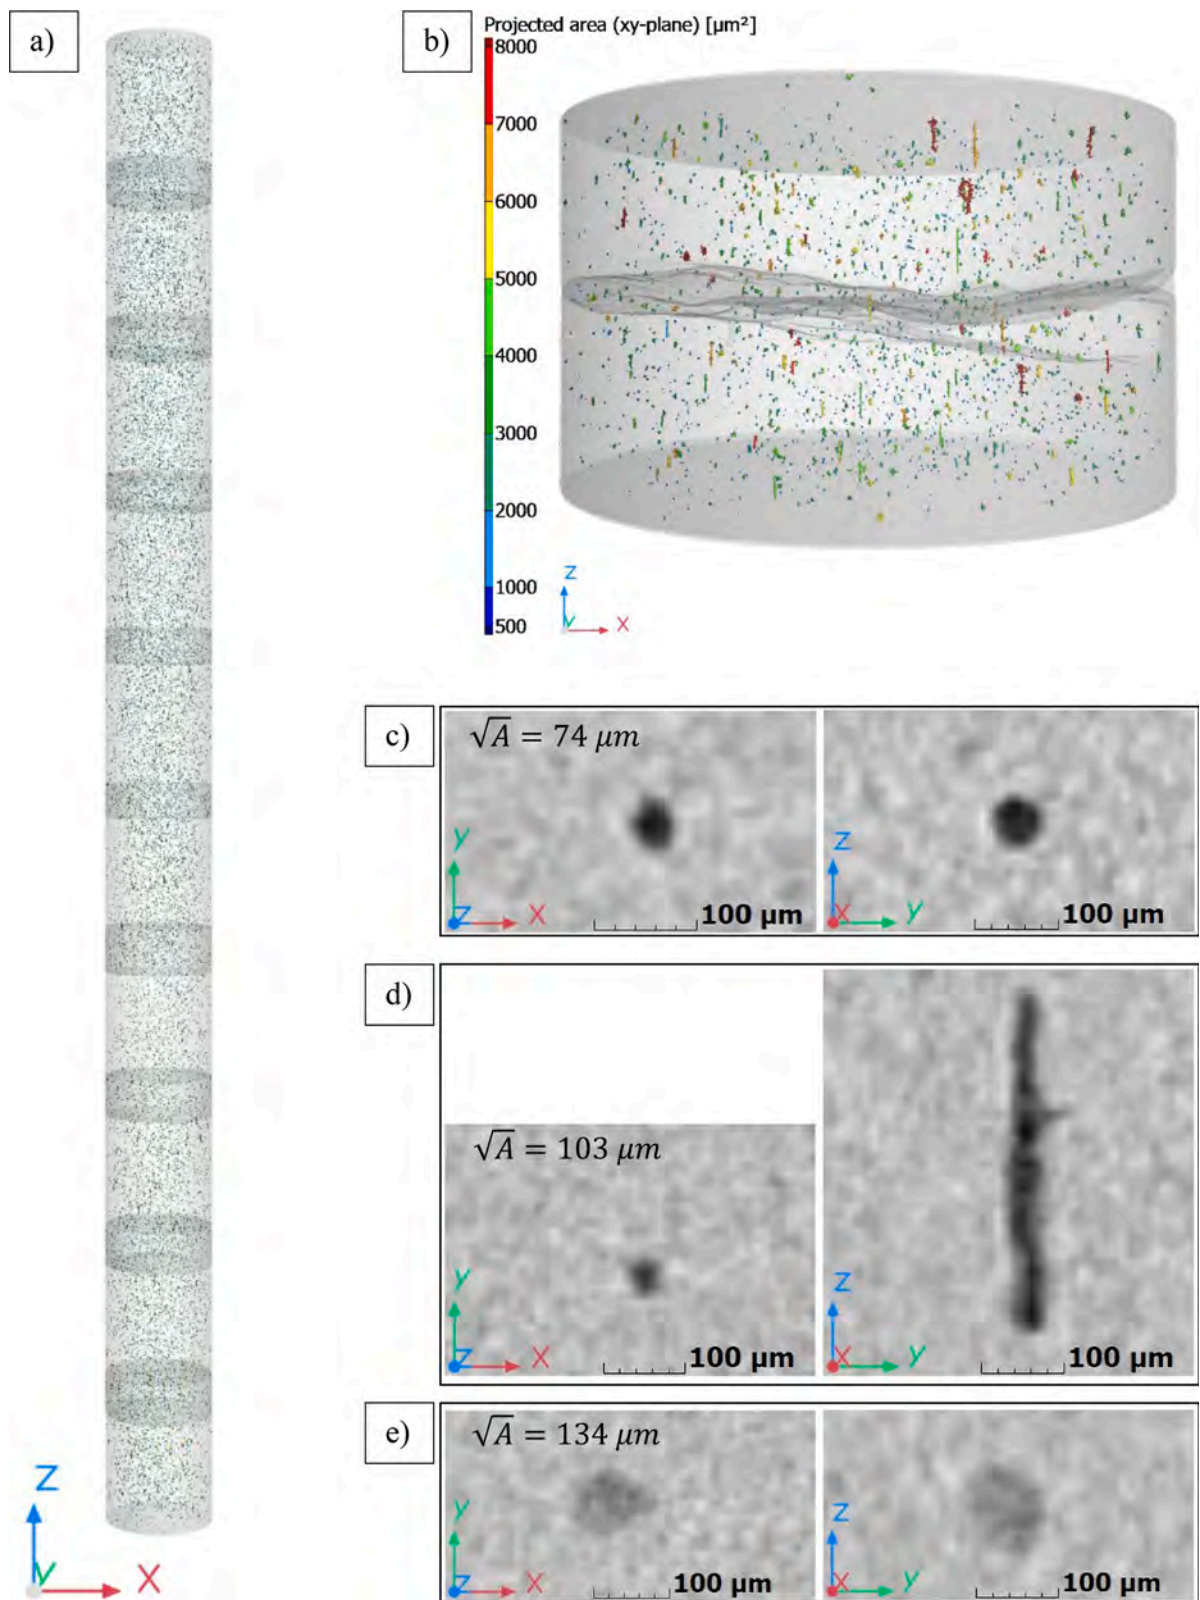 a)
Z
Y
X
b)
Projected area (xy-plane) [µm²]
8000
7000
6000
5000
4000
3000
2000
1000
500
Z
Y
X
c)
√A = 74 µm
Y
Z
X
100 µm
Z
X
Y
100 µm
d)
√A = 103 µm
Y
Z
X
100 µm
Z
X
Y
100 µm
e)
√A = 134 µm
Y
Z
X
100 µm
Z
X
Y
100 µm